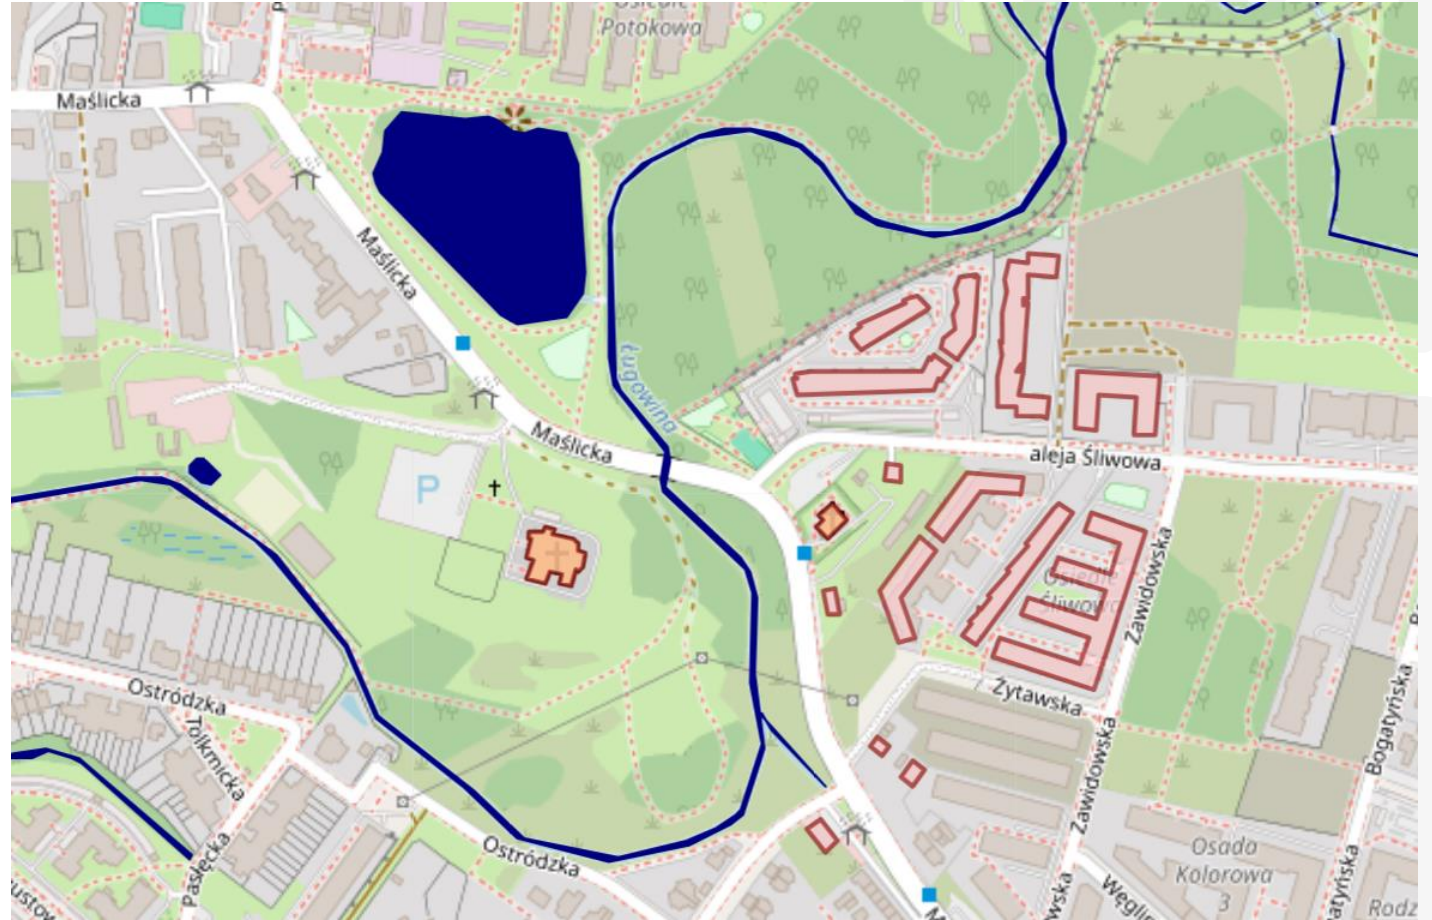 Osiedle
Potokowa
Maślicka
Maślicka
Ługowina
Maślicka
aleja Śliwowa
P
Osiedle
Śliwowa
Zawidowska
Żytawska
Ostródzka
Tolkmicka
Bogatyńska
Zawidowska
Ostródzka
Pasłęcka
Osada
Kolorowa
3